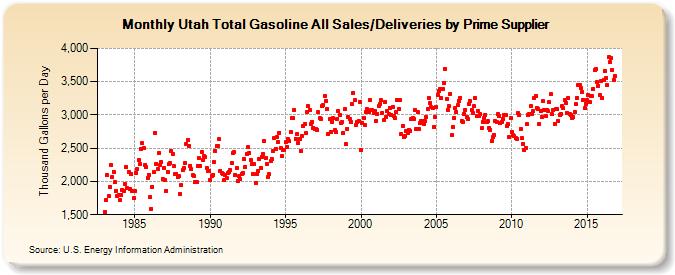 Monthly Utah Total Gasoline All Sales/Deliveries by Prime Supplier
Thousand Gallons per Day
4,000
3,500
3,000
2,500
2,000
1,500
1985 1990 1995 2000 2005 2010 2015
Source: U.S. Energy Information Administration